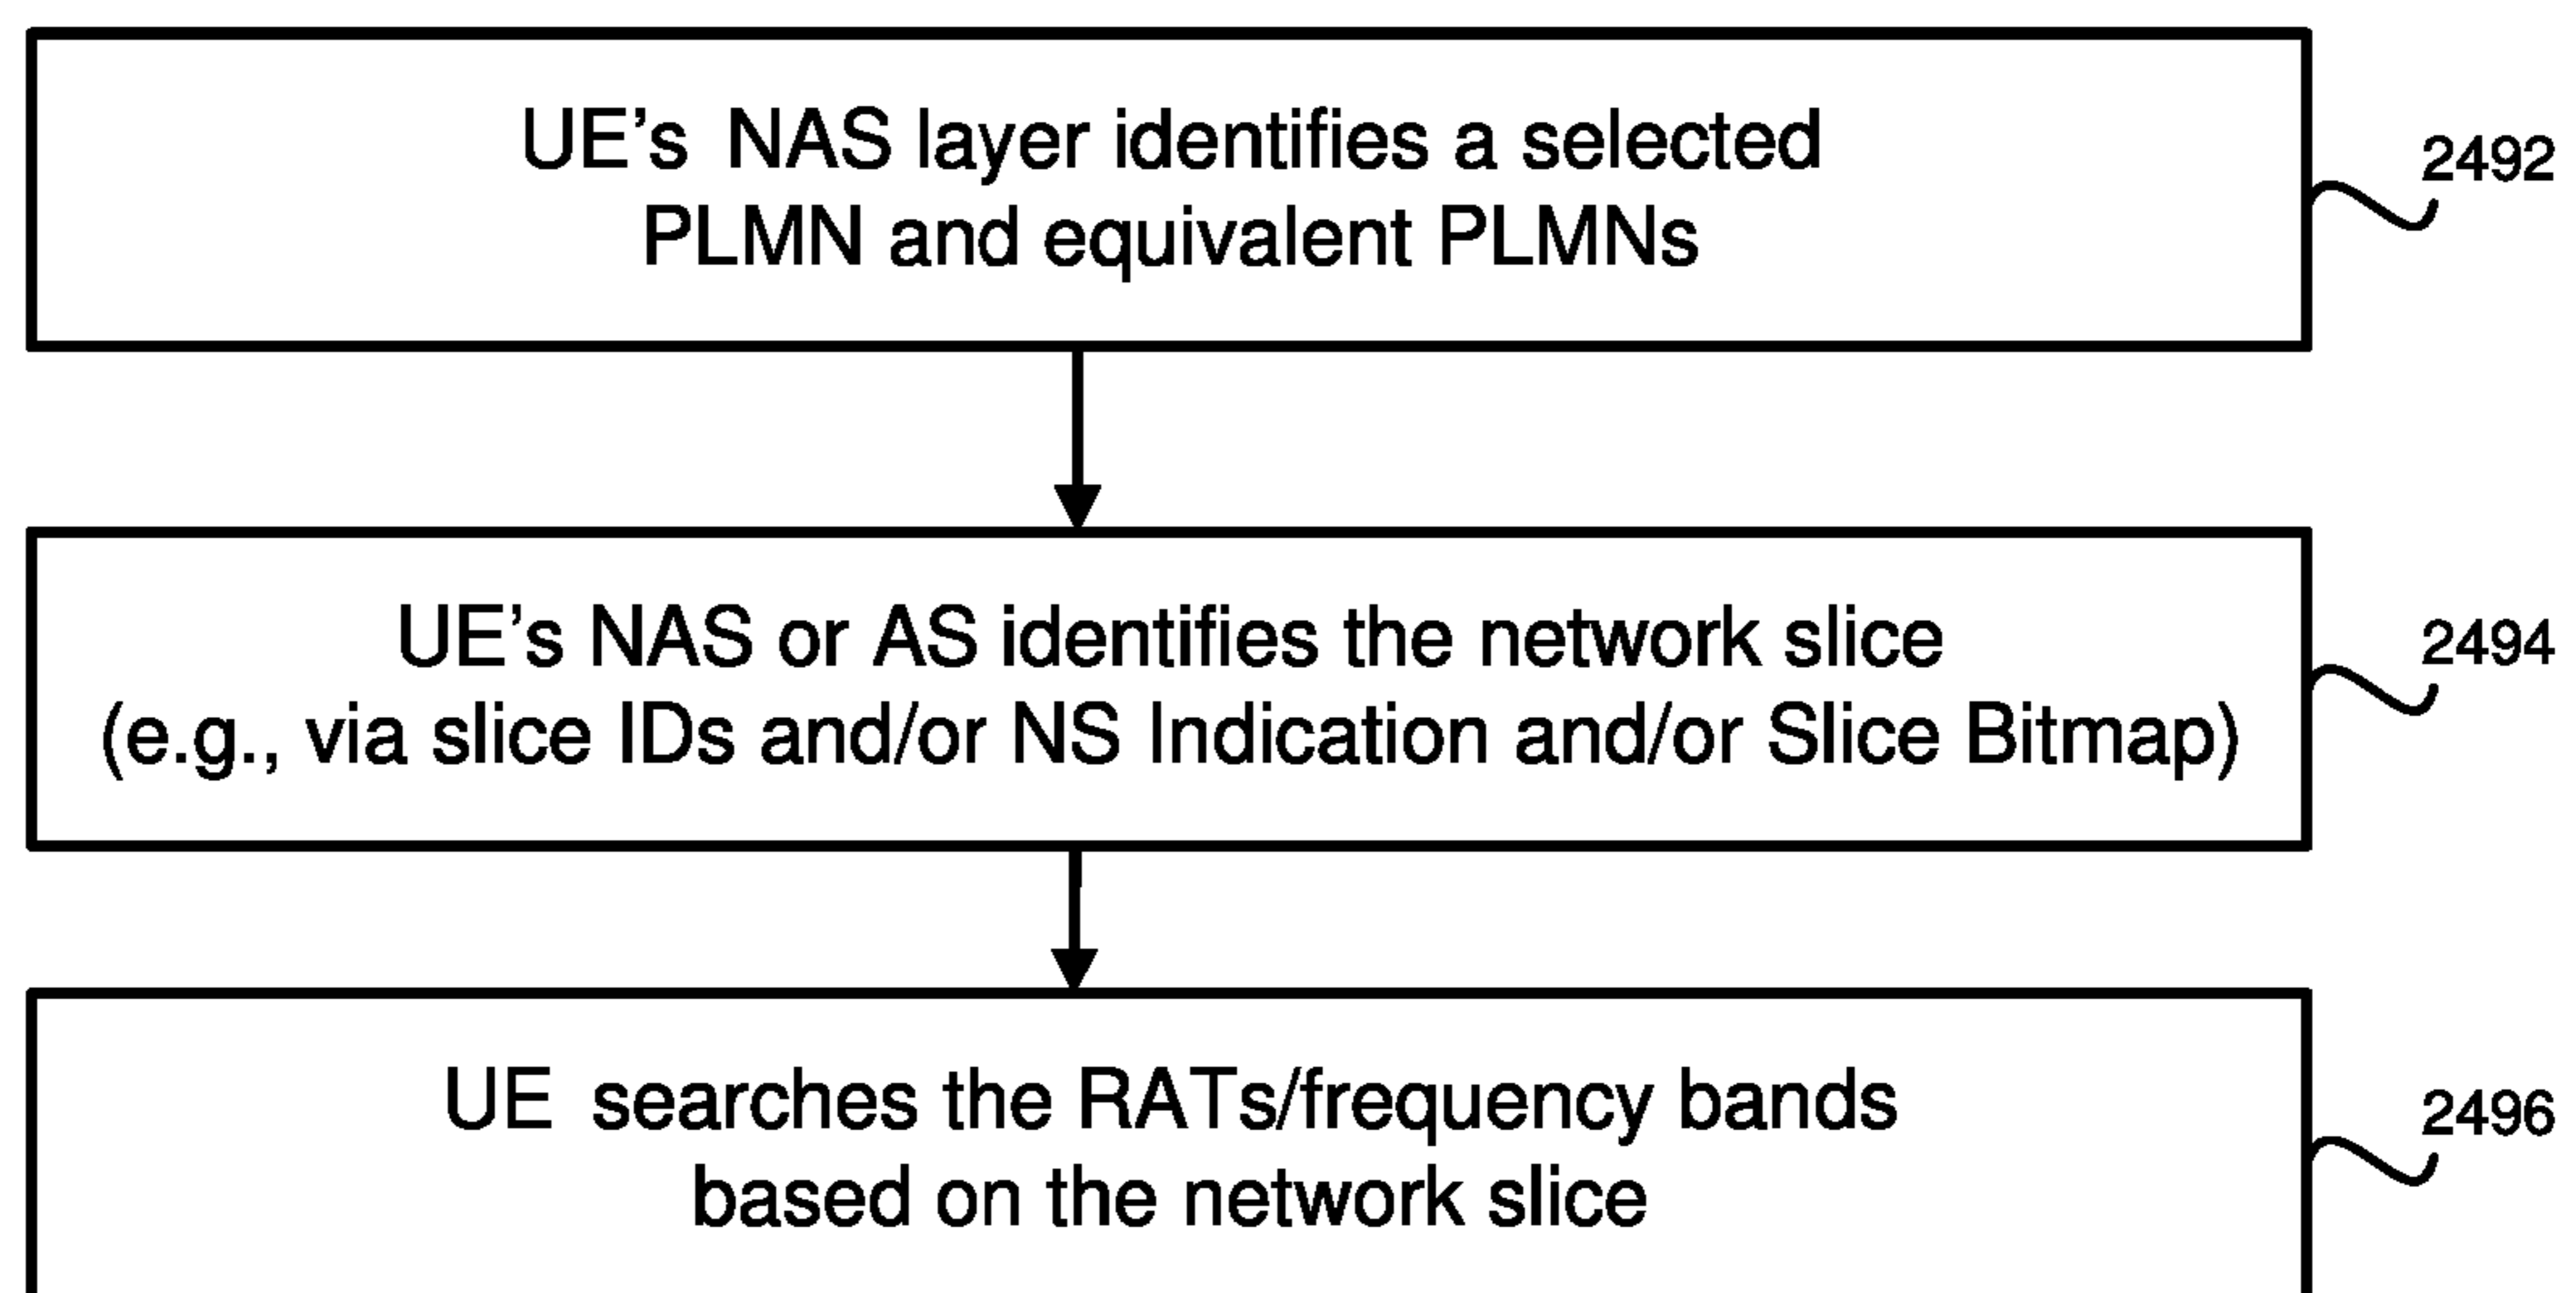 UE's NAS layer identifies a selected
PLMN and equivalent PLMNs
2492
UE's NAS or AS identifies the network slice
(e.g., via slice IDs and/or NS Indication and/or Slice Bitmap)
2494
UE searches the RATs/frequency bands
based on the network slice
2496